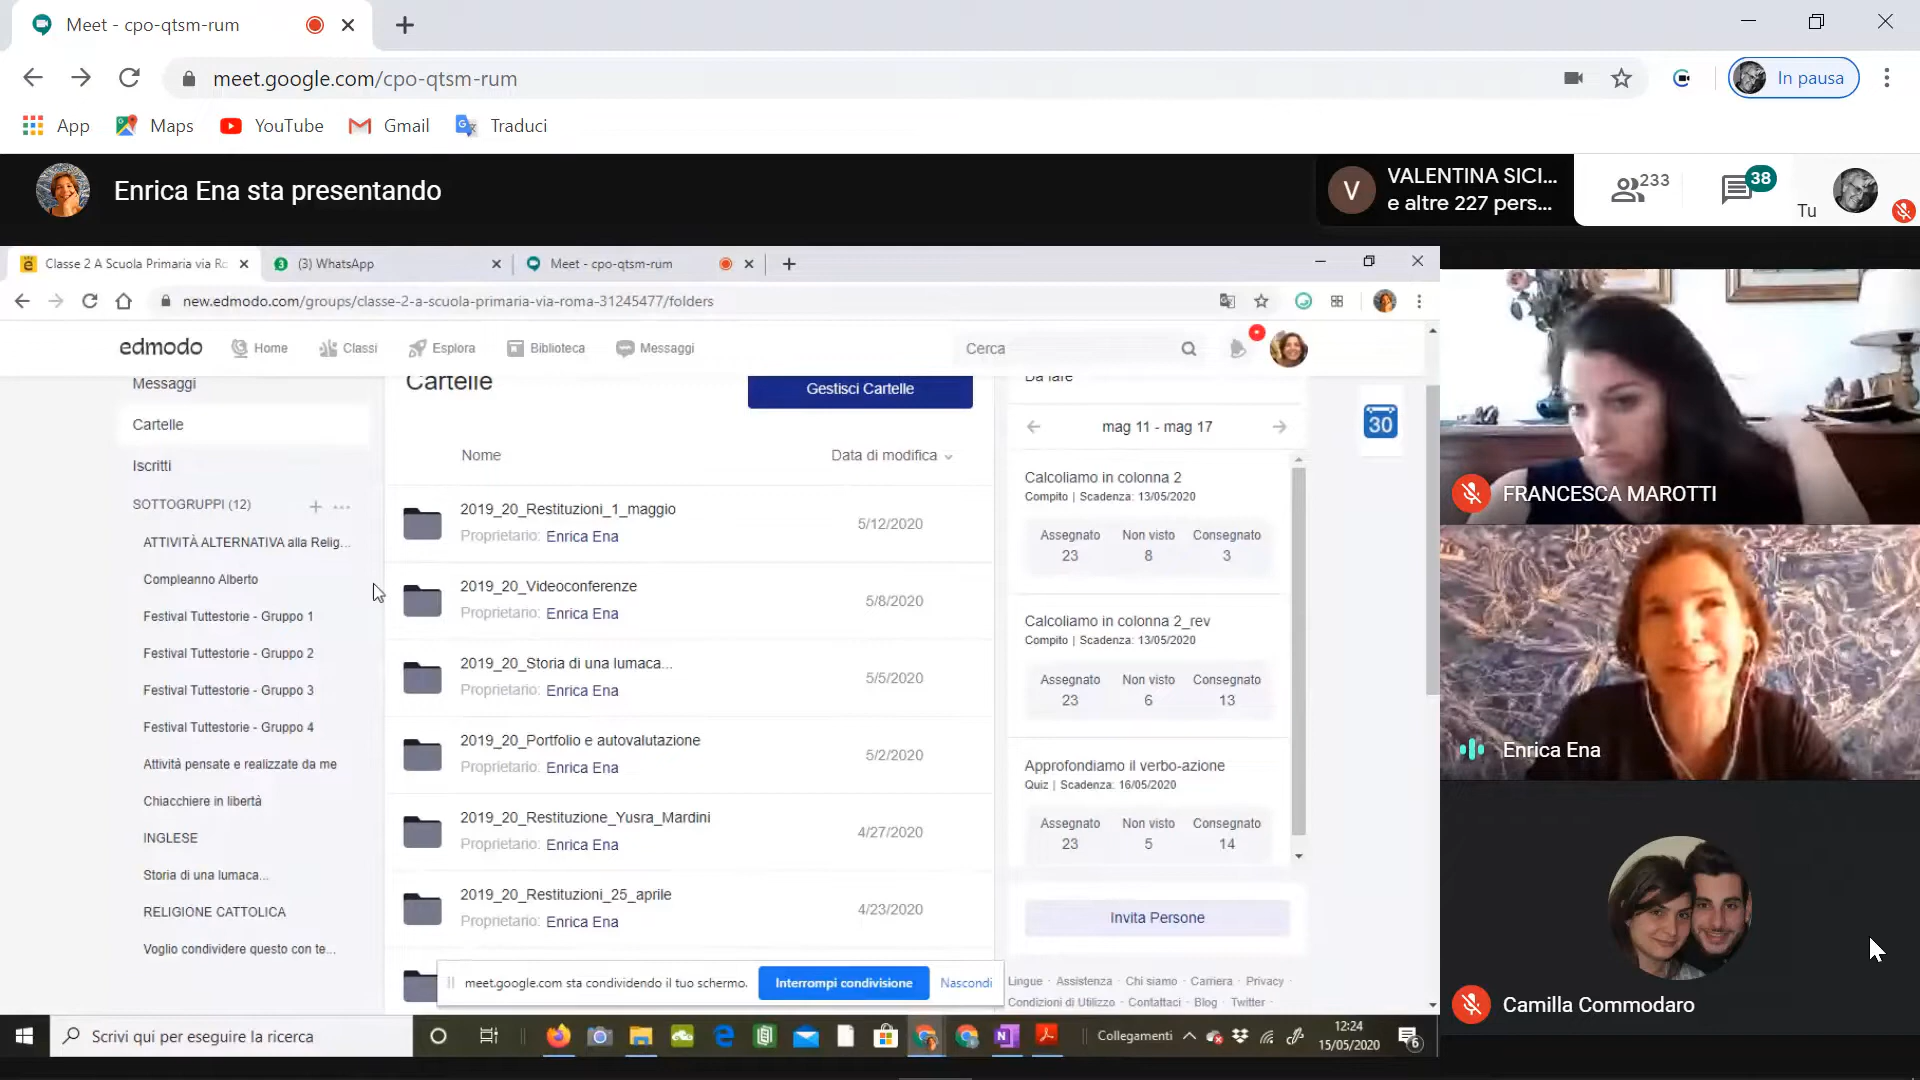 Meet - cpo-qtsm-rum
meet.google.com/cpo-qtsm-rum
In pausa
App
Maps
YouTube
Gmail
Traduci
Enrica Ena sta presentando
V
VALENTINA SICI...
e altre 227 pers...
233
38
Tu
Classe 2 A Scuola Primaria via Ro
(3) WhatsApp
Meet - cpo-qtsm-rum
new.edmodo.com/groups/classe-2-a-scuola-primaria-via-roma-31245477/folders
edmodo
Home
Classi
Esplora
Biblioteca
Messaggi
Cerca
Messaggi
Cartelle
Iscritti
SOTTOGRUPPI (12)
ATTIVITÀ ALTERNATIVA alla Relig...
Compleanno Alberto
Festival Tuttestorie - Gruppo 1
Festival Tuttestorie - Gruppo 2
Festival Tuttestorie - Gruppo 3
Festival Tuttestorie - Gruppo 4
Attività pensate e realizzate da me
Chiacchiere in libertà
INGLESE
Storia di una lumaca...
RELIGIONE CATTOLICA
Voglio condividere questo con te...
Cartelle
Gestisci Cartelle
Nome
Data di modifica
2019_20_Restituzioni_1_maggio
Proprietario: Enrica Ena
5/12/2020
2019_20_Videoconferenze
Proprietario: Enrica Ena
5/8/2020
2019_20_Storia di una lumaca...
Proprietario: Enrica Ena
5/5/2020
2019_20_Portfolio e autovalutazione
Proprietario: Enrica Ena
5/2/2020
2019_20_Restituzione_Yusra_Mardini
Proprietario: Enrica Ena
4/27/2020
2019_20_Restituzioni_25_aprile
Proprietario: Enrica Ena
4/23/2020
Da fare
mag 11 - mag 17
Calcoliamo in colonna 2
Compito | Scadenza: 13/05/2020
Assegnato Non visto Consegnato
23 8 3
Calcoliamo in colonna 2_rev
Compito | Scadenza: 13/05/2020
Assegnato Non visto Consegnato
23 6 13
Approfondiamo il verbo-azione
Quiz | Scadenza: 16/05/2020
Assegnato Non visto Consegnato
23 5 14
Invita Persone
Lingue · Assistenza · Chi siamo · Carriera · Privacy ·
Condizioni di Utilizzo · Contattaci · Blog · Twitter ·
30
meet.google.com sta condividendo il tuo schermo.
Interrompi condivisione
Nascondi
FRANCESCA MAROTTI
Enrica Ena
Camilla Commodaro
Scrivi qui per eseguire la ricerca
Collegamenti
12:24
15/05/2020
6